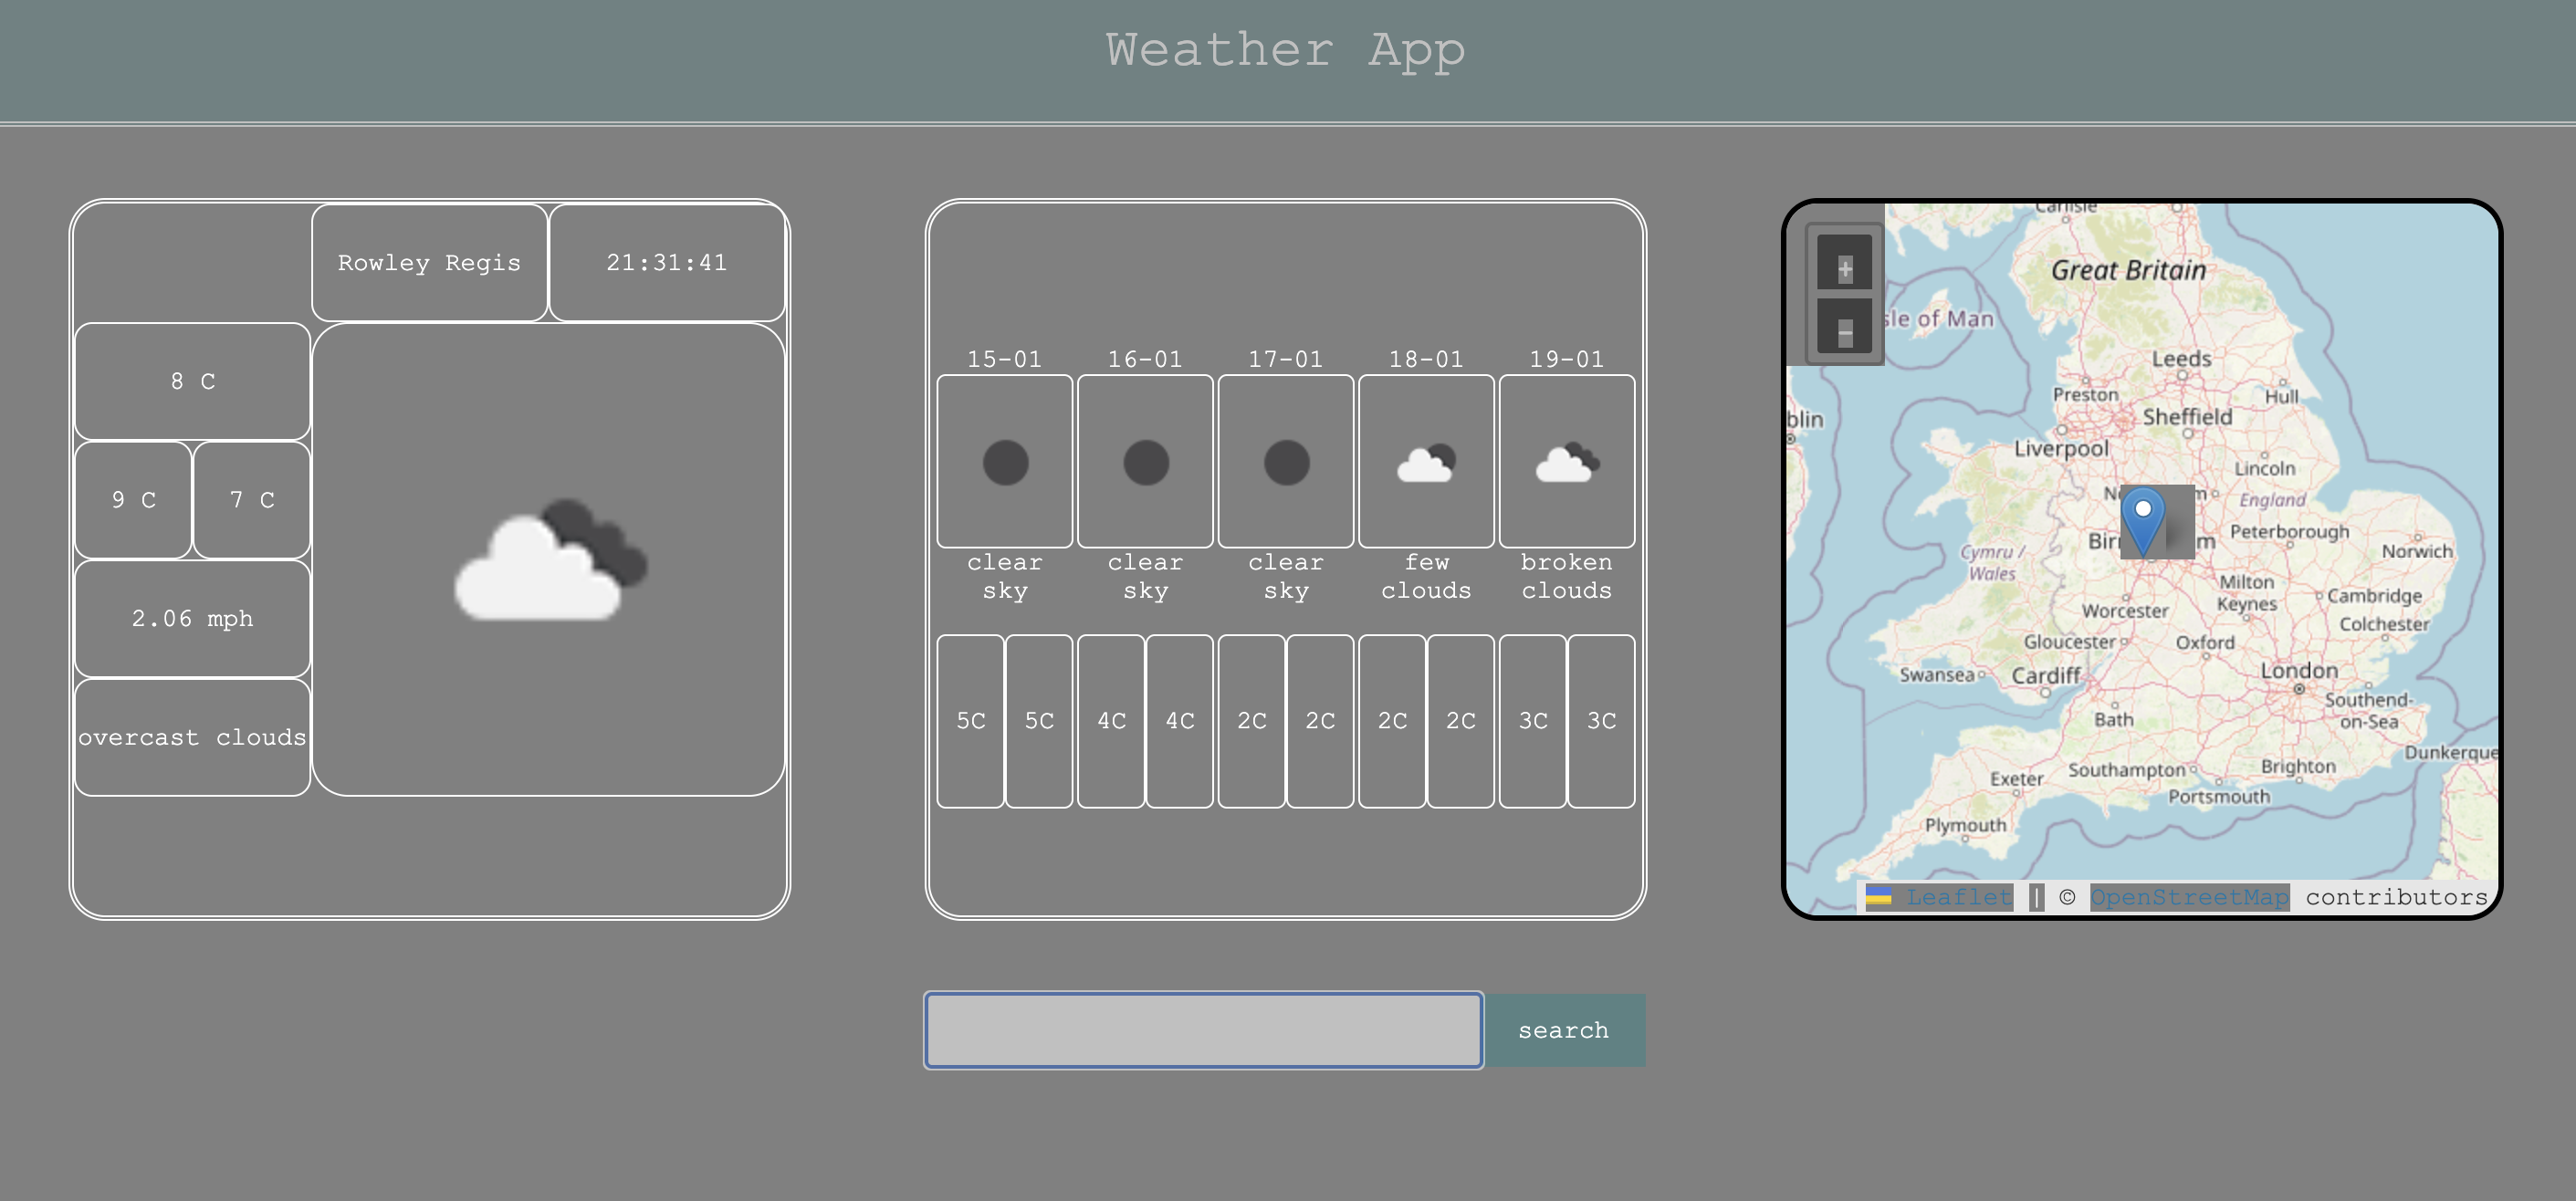 Weather App
Rowley Regis
21:31:41
8 C
9 C
7 C
2.06 mph
overcast clouds
15-01
16-01
17-01
18-01
19-01
clear
sky
clear
sky
clear
sky
few
clouds
broken
clouds
5C
5C
4C
4C
2C
2C
2C
2C
3C
3C
+
−
Carlisle
Great Britain
sle of Man
Leeds
Preston
Hull
blin
Sheffield
Liverpool
Lincoln
England
Peterborough
Norwich
Cymru /
Wales
Milton
Keynes
Cambridge
Worcester
Colchester
Gloucester
Oxford
London
Swansea
Cardiff
Southend-
on-Sea
Bath
Dunkerque
Exeter
Southampton
Brighton
Portsmouth
Plymouth
Leaflet | © OpenStreetMap contributors
search